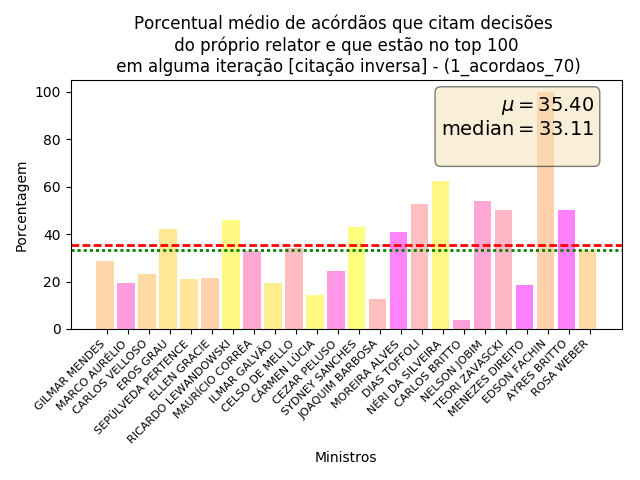 Porcentual médio de acórdãos que citam decisões
do próprio relator e que estão no top 100
em alguma iteração [citação inversa] - (1_acordaos_70)
μ = 35.40
median = 33.11
Porcentagem
100
80
60
40
20
0
GILMAR MENDES
MARCO AURÉLIO
CARLOS VELLOSO
EROS GRAU
SEPÚLVEDA PERTENCE
ELLEN GRACIE
RICARDO LEWANDOWSKI
MAURÍCIO CORRÊA
ILMAR GALVÃO
CELSO DE MELLO
CÁRMEN LÚCIA
CEZAR PELUSO
SYDNEY SANCHES
JOAQUIM BARBOSA
MOREIRA ALVES
DIAS TOFFOLI
NÉRI DA SILVEIRA
CARLOS BRITTO
NELSON JOBIM
TEORI ZAVASCKI
MENEZES DIREITO
EDSON FACHIN
AYRES BRITTO
ROSA WEBER
Ministros